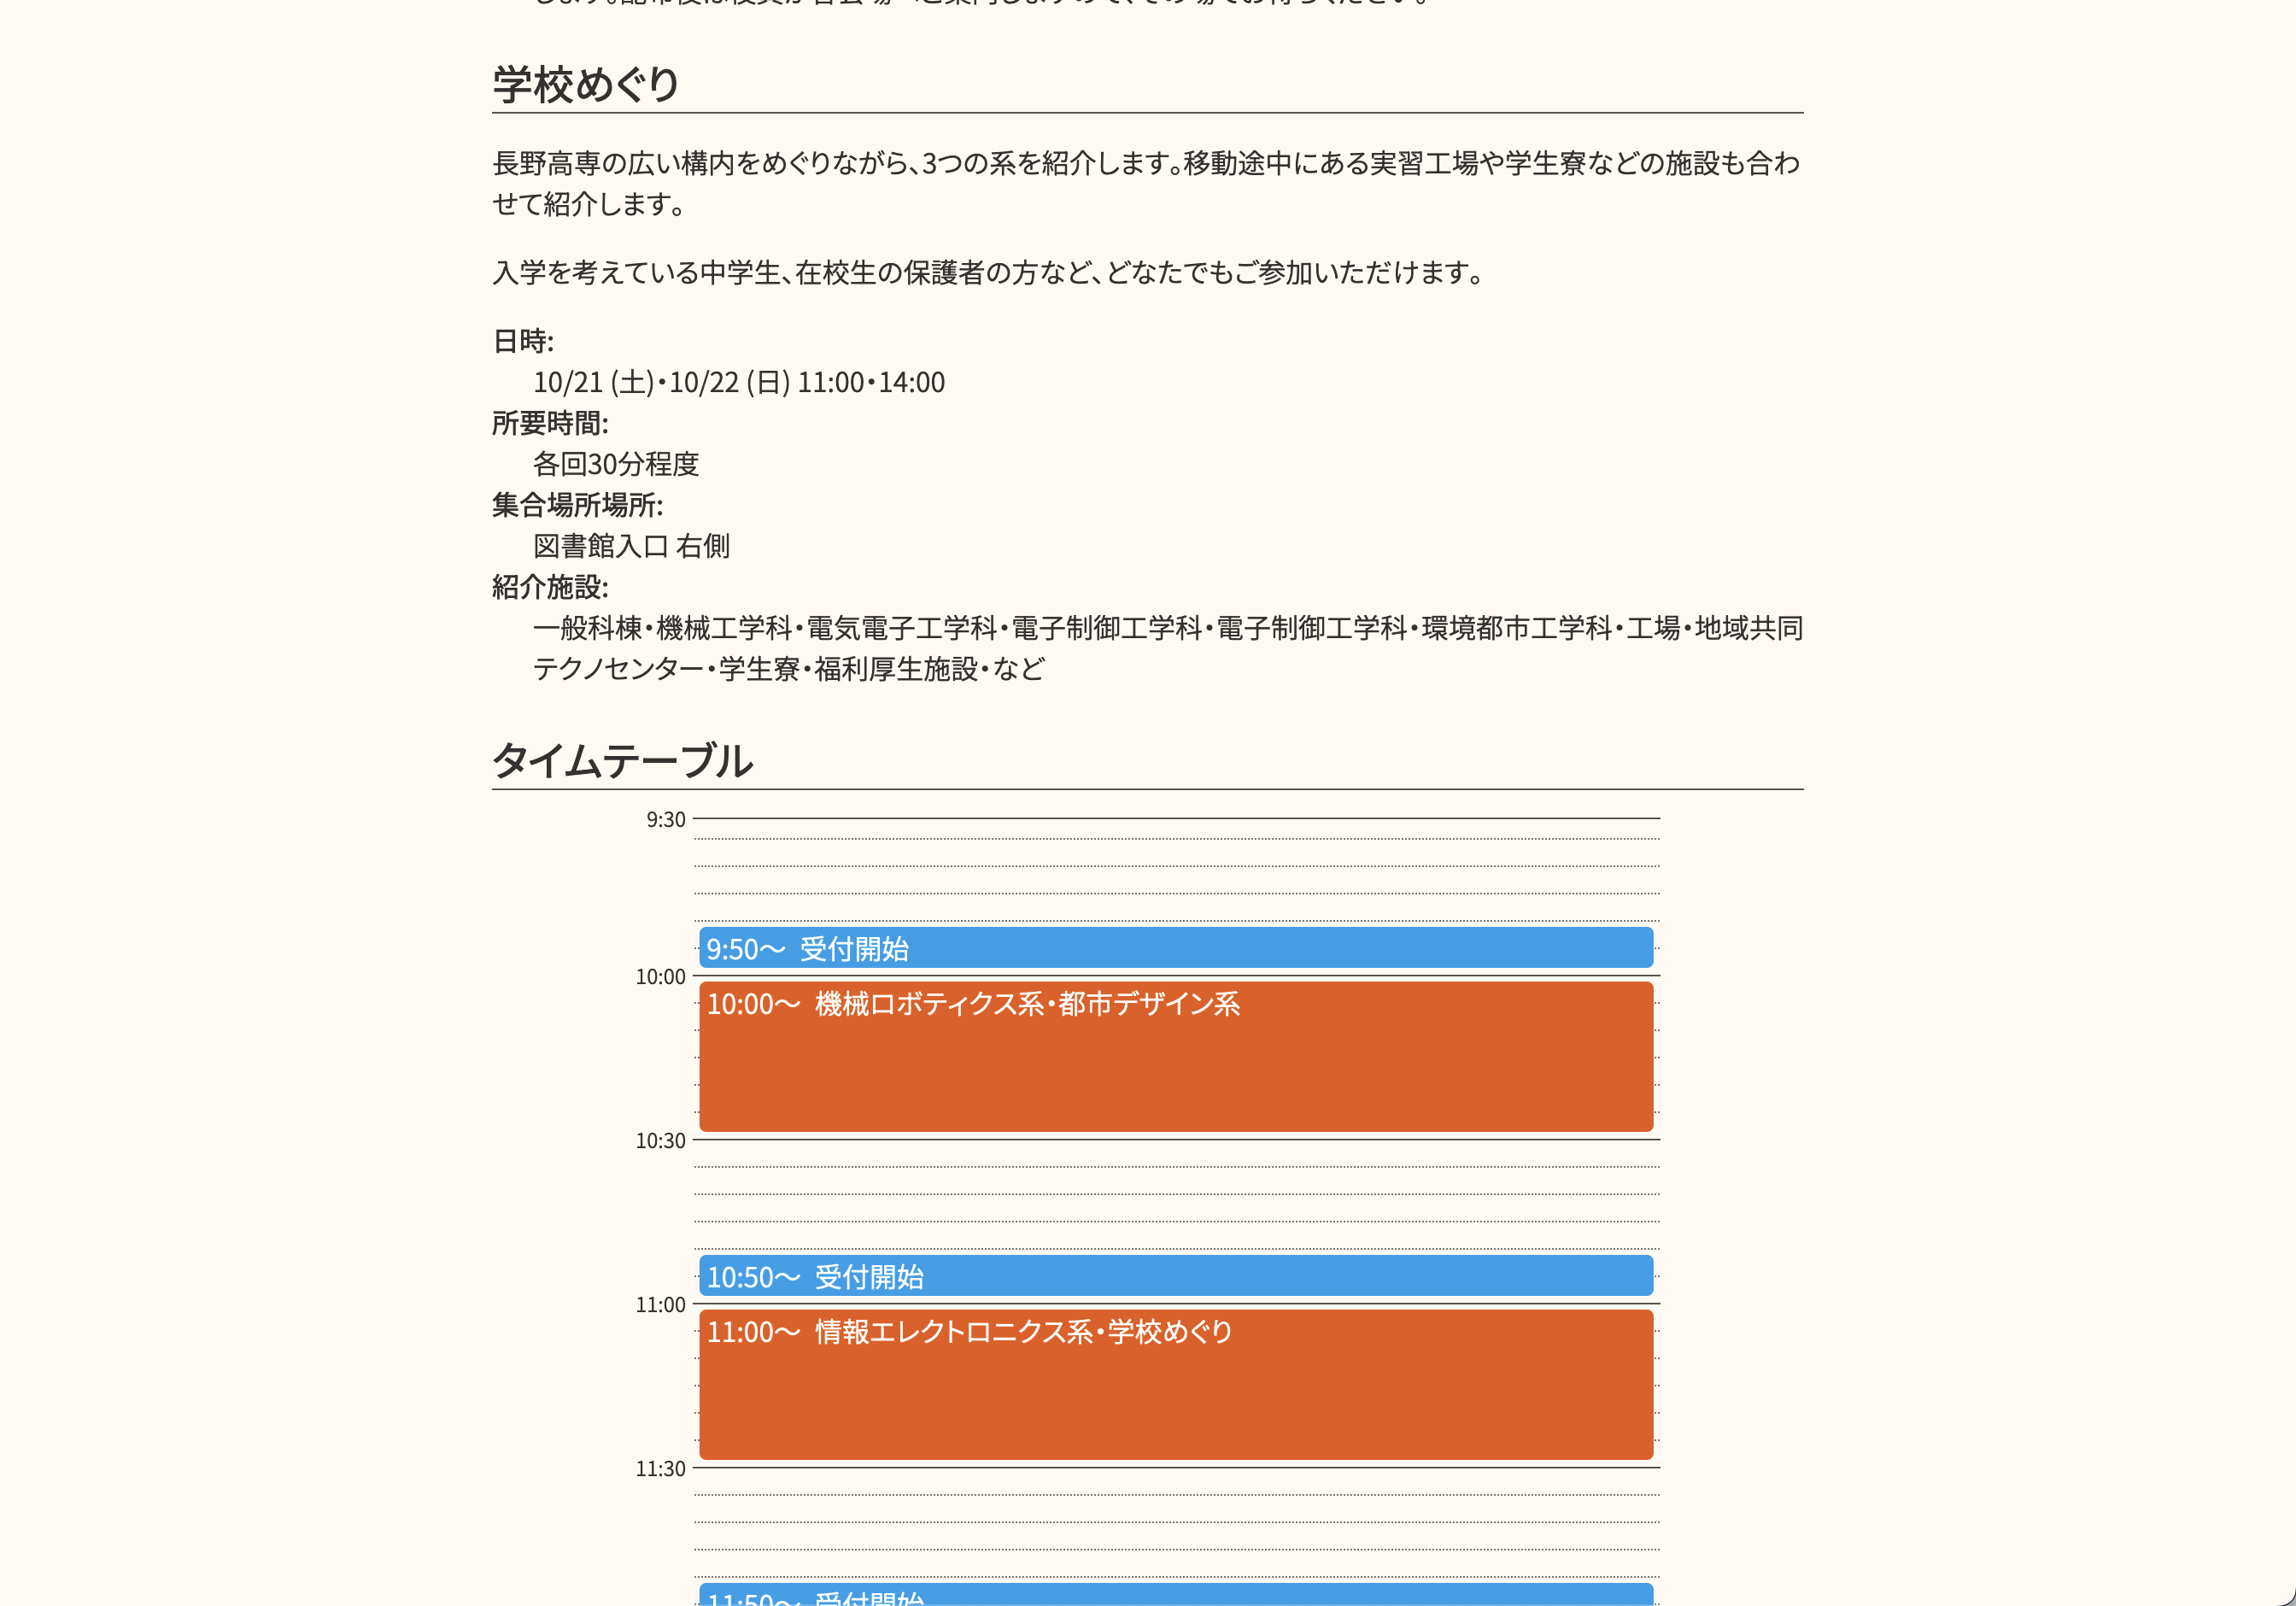 学校めぐり
長野高専の広い構内をめぐりながら、3つの系を紹介します。移動途中にある実習工場や学生寮などの施設も合わ
せて紹介します。
入学を考えている中学生、在校生の保護者の方など、どなたでもご参加いただけます。
日時:
10/21 (土)・10/22 (日) 11:00・14:00
所要時間:
各回30分程度
集合場所場所:
図書館入口 右側
紹介施設:
一般科棟・機械工学科・電気電子工学科・電子制御工学科・電子制御工学科・環境都市工学科・工場・地域共同
テクノセンター・学生寮・福利厚生施設・など
タイムテーブル
9:30
9:50〜 受付開始
10:00
10:00〜 機械ロボティクス系・都市デザイン系
10:30
10:50〜 受付開始
11:00
11:00〜 情報エレクトロニクス系・学校めぐり
11:30
11:50〜 受付開始